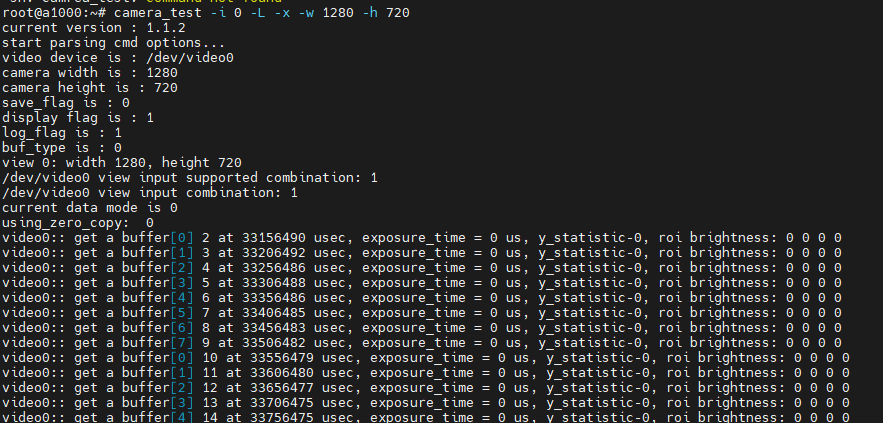 root@a1000:~# camera_test -i 0 -L -x -w 1280 -h 720
current version : 1.1.2
start parsing cmd options...
video device is : /dev/video0
camera width is : 1280
camera height is : 720
save_flag is : 0
display flag is : 1
log_flag is : 1
buf_type is : 0
view 0: width 1280, height 720
/dev/video0 view input supported combination: 1
/dev/video0 view input combination: 1
current data mode is 0
using_zero_copy:  0
video0:: get a buffer[0] 2 at 33156490 usec, exposure_time = 0 us, y_statistic-0, roi brightness: 0 0 0 0
video0:: get a buffer[1] 3 at 33206492 usec, exposure_time = 0 us, y_statistic-0, roi brightness: 0 0 0 0
video0:: get a buffer[2] 4 at 33256486 usec, exposure_time = 0 us, y_statistic-0, roi brightness: 0 0 0 0
video0:: get a buffer[3] 5 at 33306488 usec, exposure_time = 0 us, y_statistic-0, roi brightness: 0 0 0 0
video0:: get a buffer[4] 6 at 33356486 usec, exposure_time = 0 us, y_statistic-0, roi brightness: 0 0 0 0
video0:: get a buffer[5] 7 at 33406485 usec, exposure_time = 0 us, y_statistic-0, roi brightness: 0 0 0 0
video0:: get a buffer[6] 8 at 33456483 usec, exposure_time = 0 us, y_statistic-0, roi brightness: 0 0 0 0
video0:: get a buffer[7] 9 at 33506482 usec, exposure_time = 0 us, y_statistic-0, roi brightness: 0 0 0 0
video0:: get a buffer[0] 10 at 33556479 usec, exposure_time = 0 us, y_statistic-0, roi brightness: 0 0 0 0
video0:: get a buffer[1] 11 at 33606480 usec, exposure_time = 0 us, y_statistic-0, roi brightness: 0 0 0 0
video0:: get a buffer[2] 12 at 33656477 usec, exposure_time = 0 us, y_statistic-0, roi brightness: 0 0 0 0
video0:: get a buffer[3] 13 at 33706475 usec, exposure_time = 0 us, y_statistic-0, roi brightness: 0 0 0 0
video0:: get a buffer[4] 14 at 33756475 usec, exposure_time = 0 us, y_statistic-0, roi brightness: 0 0 0 0